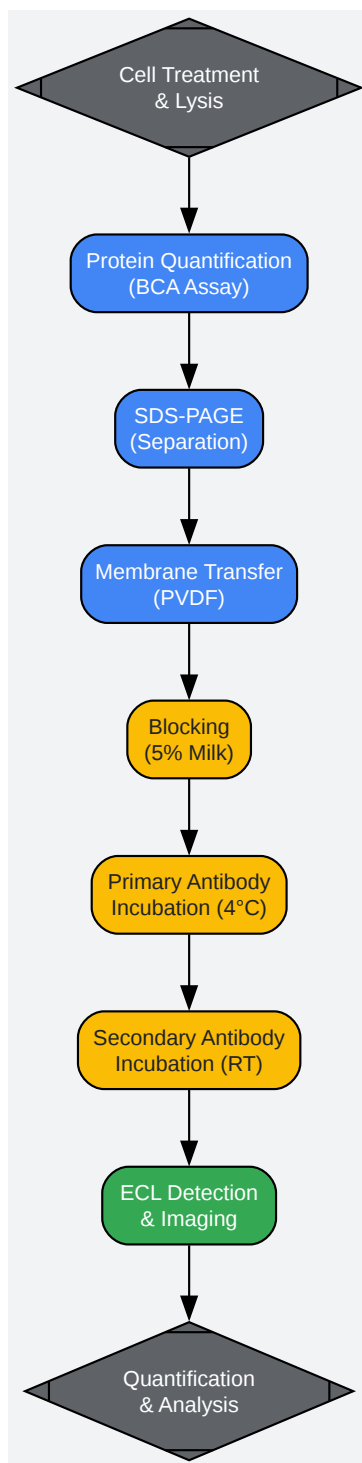 Cell Treatment
& Lysis
Protein Quantification
(BCA Assay)
SDS-PAGE
(Separation)
Membrane Transfer
(PVDF)
Blocking
(5% Milk)
Primary Antibody
Incubation (4°C)
Secondary Antibody
Incubation (RT)
ECL Detection
& Imaging
Quantification
& Analysis